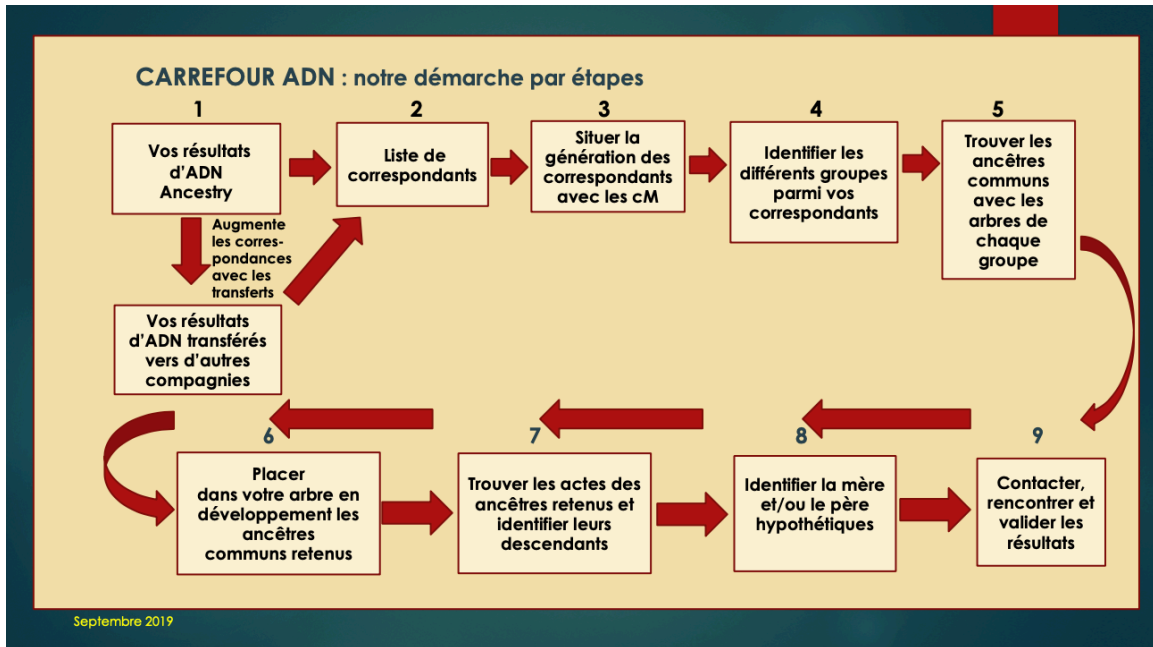 CARREFOUR ADN : notre démarche par étapes
1
Vos résultats
d'ADN
Ancestry
2
Liste de
correspondants
3
Situer la
génération des
correspondants
avec les cM
4
Identifier les
différents groupes
parmi vos
correspondants
5
Trouver les
ancêtres
communs
avec les
arbres de
chaque
groupe
Augmente
les corres-
pondances
avec les
transferts
Vos résultats
d'ADN transférés
vers d'autres
compagnies
6
Placer
dans votre arbre en
développement les
ancêtres
communs retenus
7
Trouver les actes des
ancêtres retenus et
identifier leurs
descendants
8
Identifier la mère
et/ou le père
hypothétiques
9
Contacter,
rencontrer et
valider les
résultats
Septembre 2019